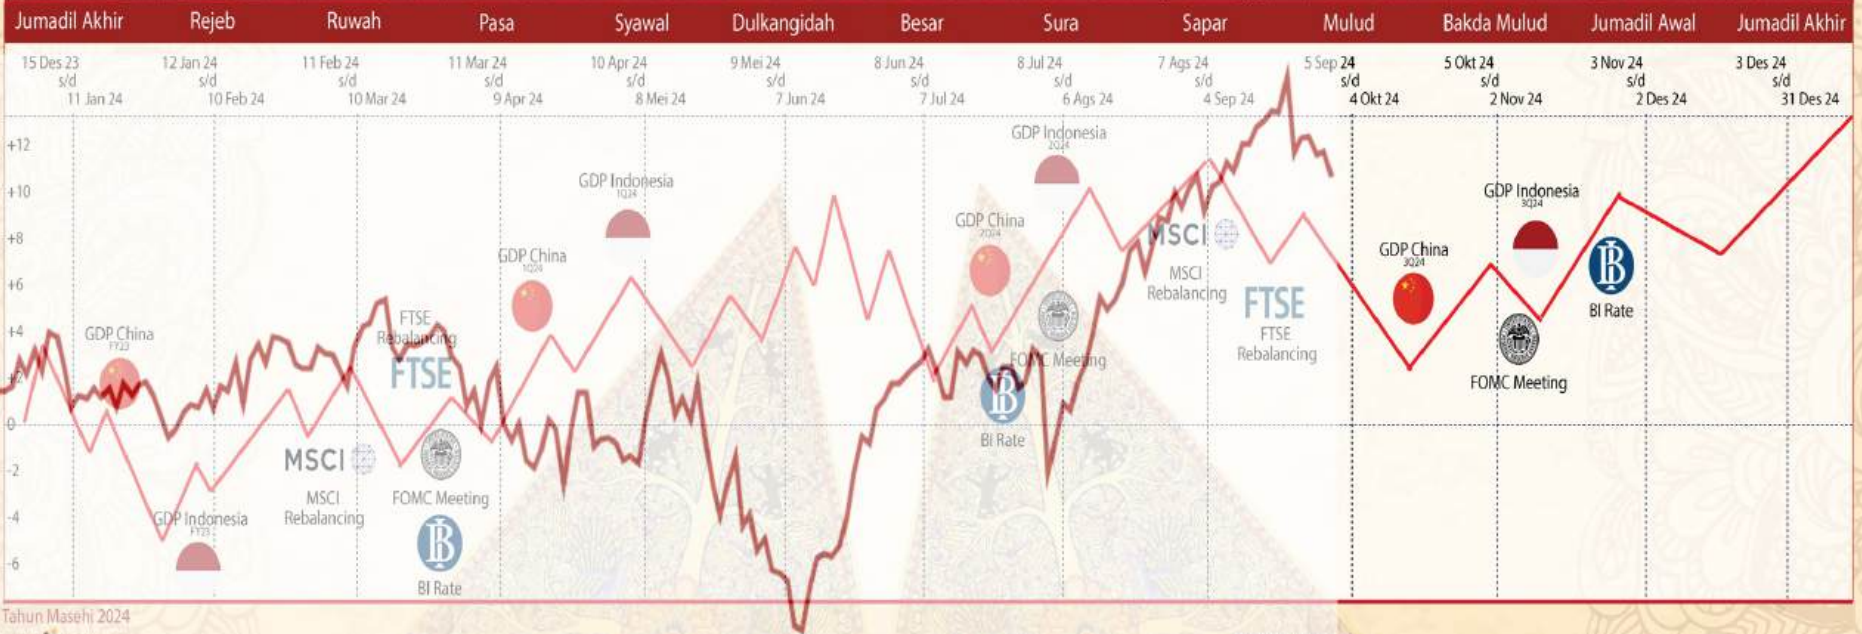 Jumadil Akhir
Rejeb
Ruwah
Pasa
Syawal
Dulkangidah
Besar
Sura
Sapar
Mulud
Bakda Mulud
Jumadil Awal
Jumadil Akhir
15 Des 23
s/d
11 Jan 24
12 Jan 24
s/d
10 Feb 24
11 Feb 24
s/d
10 Mar 24
11 Mar 24
s/d
9 Apr 24
10 Apr 24
s/d
8 Mei 24
9 Mei 24
s/d
7 Jun 24
8 Jun 24
s/d
7 Jul 24
8 Jul 24
s/d
6 Ags 24
7 Ags 24
s/d
4 Sep 24
5 Sep 24
s/d
4 Okt 24
5 Okt 24
s/d
2 Nov 24
3 Nov 24
s/d
2 Des 24
3 Des 24
s/d
31 Des 24
+12
+10
+8
+6
+4
+2
0
-2
-4
-6
GDP China
FY23
GDP Indonesia
FY23
MSCI
MSCI
Rebalancing
FTSE
Rebalancing
FTSE
FOMC Meeting
BI Rate
GDP China
1Q24
GDP Indonesia
1Q24
GDP China
2Q24
BI Rate
GDP Indonesia
2Q24
FOMC Meeting
MSCI
MSCI
Rebalancing
FTSE
FTSE
Rebalancing
GDP China
3Q24
GDP Indonesia
3Q24
FOMC Meeting
BI Rate
Tahun Masehi 2024